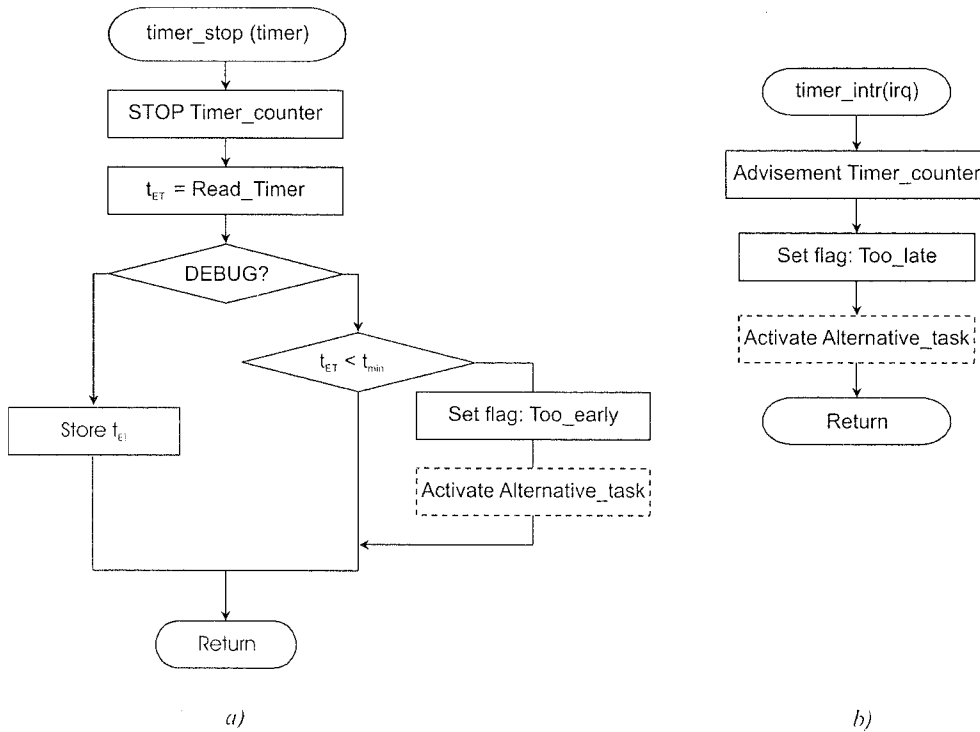 timer_stop (timer)
STOP Timer_counter
t_ET = Read_Timer
DEBUG?
t_ET < t_min
Store t_ET
Set flag: Too_early
Activate Alternative_task
Return
a)
timer_intr(irq)
Advisement Timer_counter
Set flag: Too_late
Activate Alternative_task
Return
b)